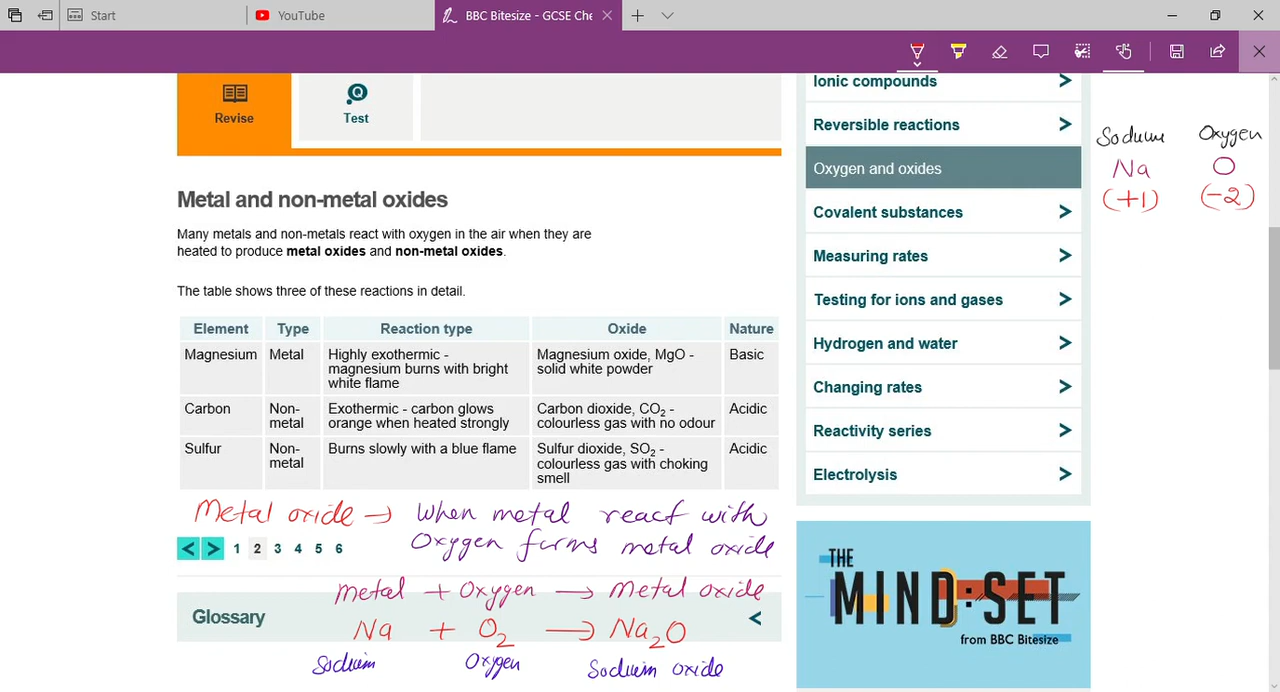 Start
YouTube
BBC Bitesize - GCSE Che
Revise
Test
Metal and non-metal oxides
Many metals and non-metals react with oxygen in the air when they are
heated to produce metal oxides and non-metal oxides.
The table shows three of these reactions in detail.
Element Type Reaction type Oxide Nature
Magnesium Metal Highly exothermic - Magnesium oxide, MgO - Basic
magnesium burns with bright solid white powder
white flame
Carbon Non- Exothermic - carbon glows Carbon dioxide, CO₂ - Acidic
metal orange when heated strongly colourless gas with no odour
Sulfur Non- Burns slowly with a blue flame Sulfur dioxide, SO₂ - Acidic
metal colourless gas with choking
smell
Metal oxide → When metal react with
Oxygen forms metal oxide
< > 1 2 3 4 5 6
Metal + Oxygen → Metal oxide
Glossary <
Na + O₂ → Na₂O
Sodium Oxygen Sodium oxide
Ionic compounds >
Reversible reactions >
Oxygen and oxides
Covalent substances >
Measuring rates >
Testing for ions and gases >
Hydrogen and water >
Changing rates >
Reactivity series >
Electrolysis >
THE
MIND:SET
from BBC Bitesize
Sodium Oxygen
Na O
(+1) (-2)